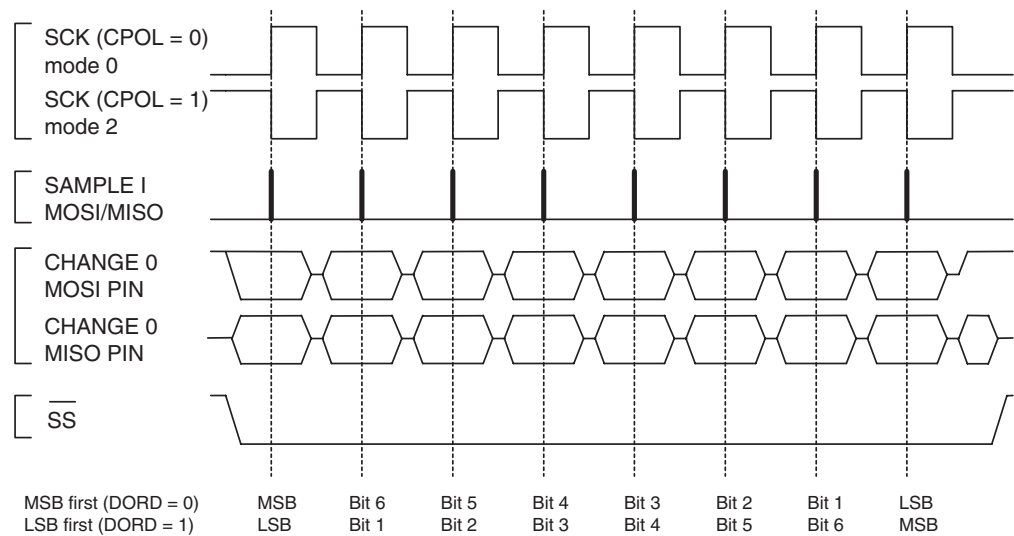 SCK (CPOL = 0)
mode 0
SCK (CPOL = 1)
mode 2
SAMPLE I
MOSI/MISO
CHANGE 0
MOSI PIN
CHANGE 0
MISO PIN
SS
MSB first (DORD = 0) MSB Bit 6 Bit 5 Bit 4 Bit 3 Bit 2 Bit 1 LSB
LSB first (DORD = 1) LSB Bit 1 Bit 2 Bit 3 Bit 4 Bit 5 Bit 6 MSB